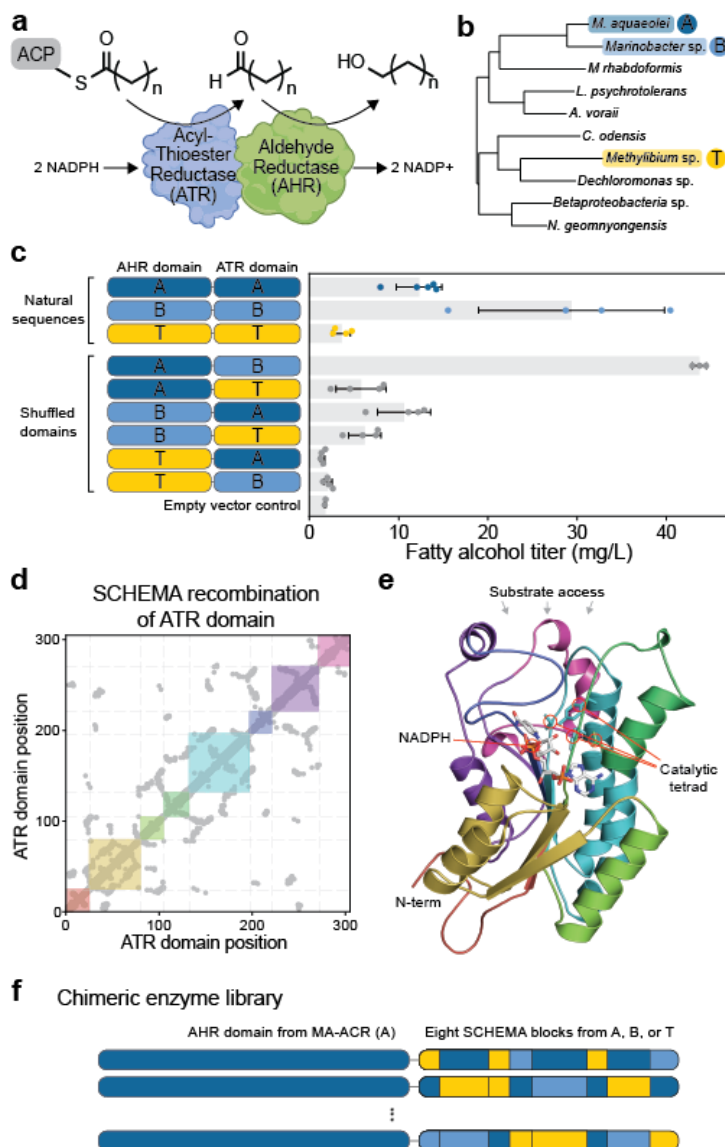 a
ACP
S
O
n
H
O
n
HO
n
2 NADPH
Acyl-
Thioester
Reductase
(ATR)
Aldehyde
Reductase
(AHR)
2 NADP+
b
M. aquaeolei A
Marinobacter sp. B
M rhabdoformis
L. psychrotolerans
A. voraii
C. odensis
Methylibium sp. T
Dechloromonas sp.
Betaproteobacteria sp.
N. geomnyongensis
c
AHR domain ATR domain
Natural
sequences
A A
B B
T T
Shuffled
domains
A B
A T
B A
B T
T A
T B
Empty vector control
0 10 20 30 40
Fatty alcohol titer (mg/L)
d
SCHEMA recombination
of ATR domain
ATR domain position
300
200
100
0
0 100 200 300
ATR domain position
e
Substrate access
NADPH
Catalytic
tetrad
N-term
f Chimeric enzyme library
AHR domain from MA-ACR (A) Eight SCHEMA blocks from A, B, or T
...